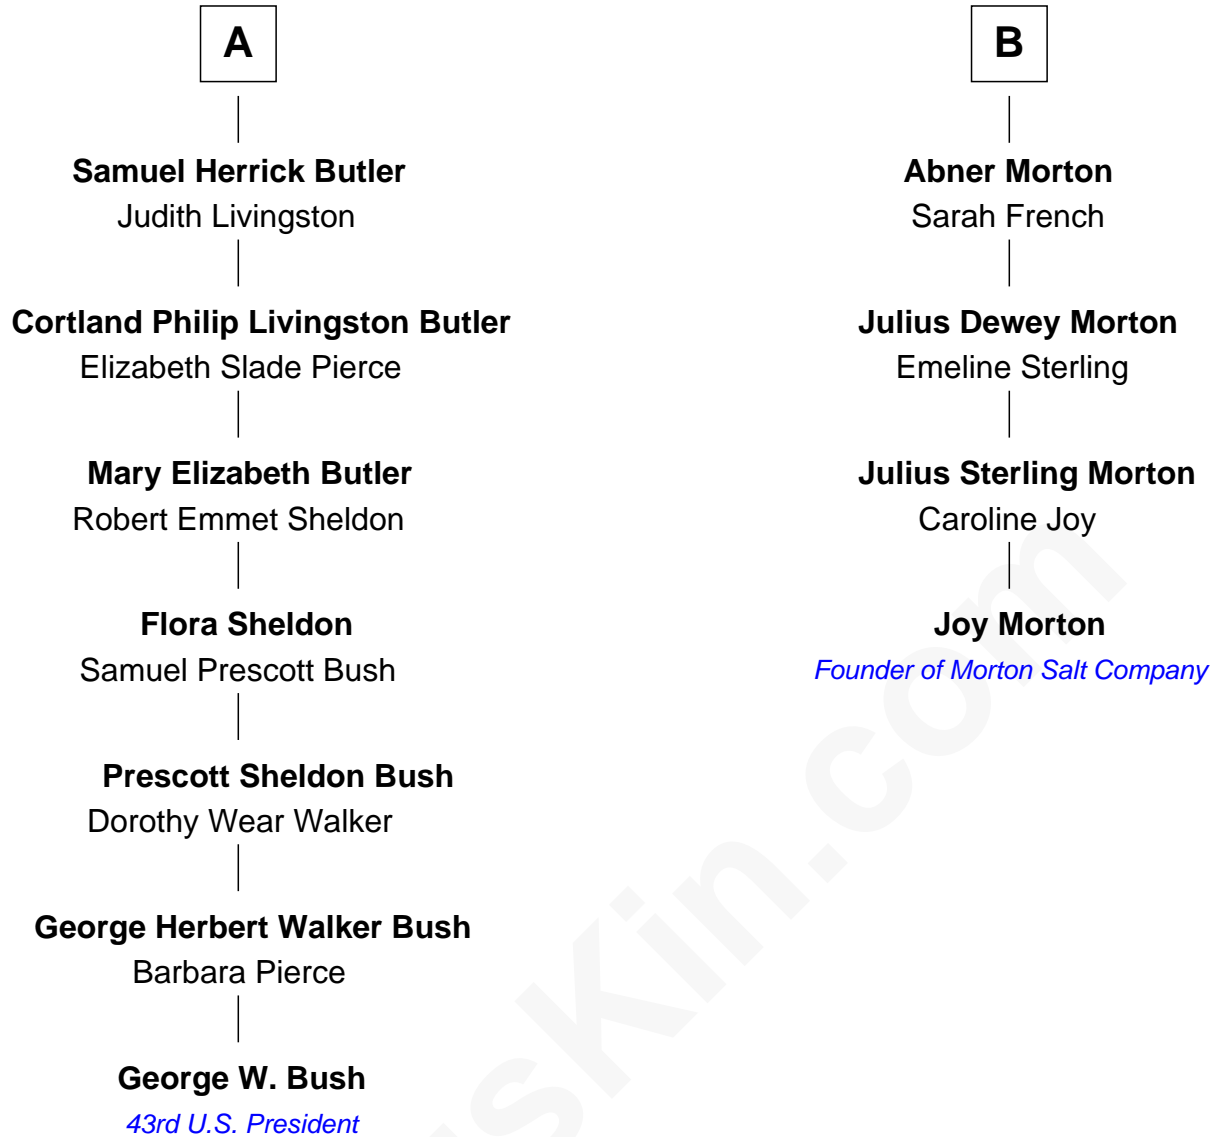 A
Samuel Herrick Butler
Judith Livingston
Cortland Philip Livingston Butler
Elizabeth Slade Pierce
Mary Elizabeth Butler
Robert Emmet Sheldon
Flora Sheldon
Samuel Prescott Bush
Prescott Sheldon Bush
Dorothy Wear Walker
George Herbert Walker Bush
Barbara Pierce
George W. Bush
43rd U.S. President
B
Abner Morton
Sarah French
Julius Dewey Morton
Emeline Sterling
Julius Sterling Morton
Caroline Joy
Joy Morton
Founder of Morton Salt Company
sKin.com